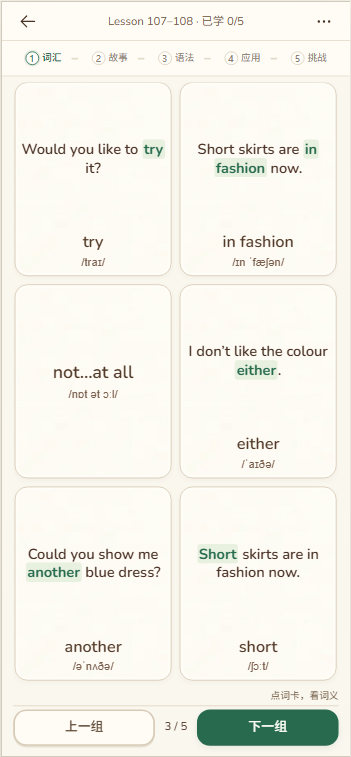 Lesson 107–108 · 已学 0/5
1 词汇 – 2 故事 – 3 语法 – 4 应用 – 5 挑战
Would you like to try
it?
try
/traɪ/
Short skirts are in
fashion now.
in fashion
/ɪn ˈfæʃən/
not...at all
/nɒt ət ɔːl/
I don’t like the colour
either.
either
/ˈaɪðə/
Could you show me
another blue dress?
another
/əˈnʌðə/
Short skirts are in
fashion now.
short
/ʃɔːt/
点词卡，看词义
上一组
3 / 5
下一组